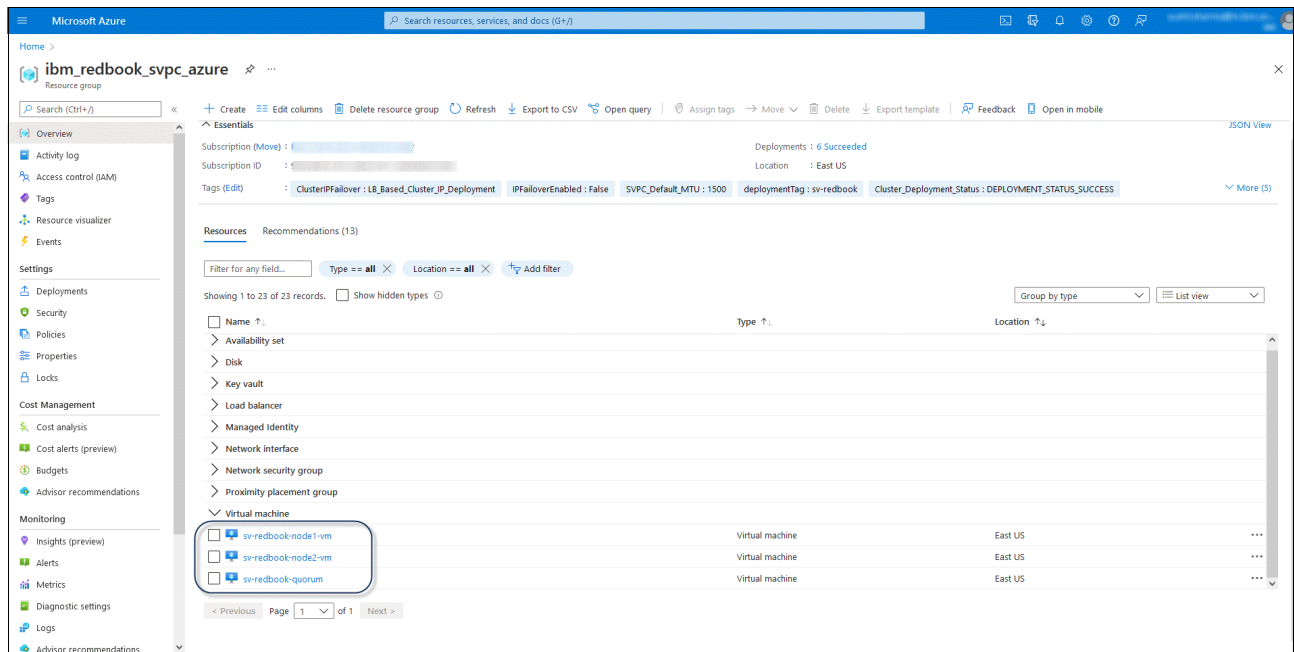 Microsoft Azure
Search resources, services, and docs (G+/)
Home >
ibm_redbook_svpc_azure
Resource group
Search (Ctrl+/)
Create Edit columns Delete resource group Refresh Export to CSV Open query Assign tags Move Delete Export template Feedback Open in mobile
Essentials
JSON View
Subscription (Move) :
Deployments : 6 Succeeded
Subscription ID :
Location : East US
Tags (Edit) : ClusterIPFailover : LB_Based_Cluster_IP_Deployment IPFailoverEnabled : False SVPC_Default_MTU : 1500 deploymentTag : sv-redbook Cluster_Deployment_Status : DEPLOYMENT_STATUS_SUCCESS More (5)
Overview
Activity log
Access control (IAM)
Tags
Resource visualizer
Events
Settings
Deployments
Security
Policies
Properties
Locks
Cost Management
Cost analysis
Cost alerts (preview)
Budgets
Advisor recommendations
Monitoring
Insights (preview)
Alerts
Metrics
Diagnostic settings
Logs
Advisor recommendations
Resources Recommendations (13)
Filter for any field... Type == all Location == all Add filter
Showing 1 to 23 of 23 records. Show hidden types
Group by type List view
Name Type Location
Availability set
Disk
Key vault
Load balancer
Managed Identity
Network interface
Network security group
Proximity placement group
Virtual machine
sv-redbook-node1-vm Virtual machine East US
sv-redbook-node2-vm Virtual machine East US
sv-redbook-quorum Virtual machine East US
< Previous Page 1 of 1 Next >